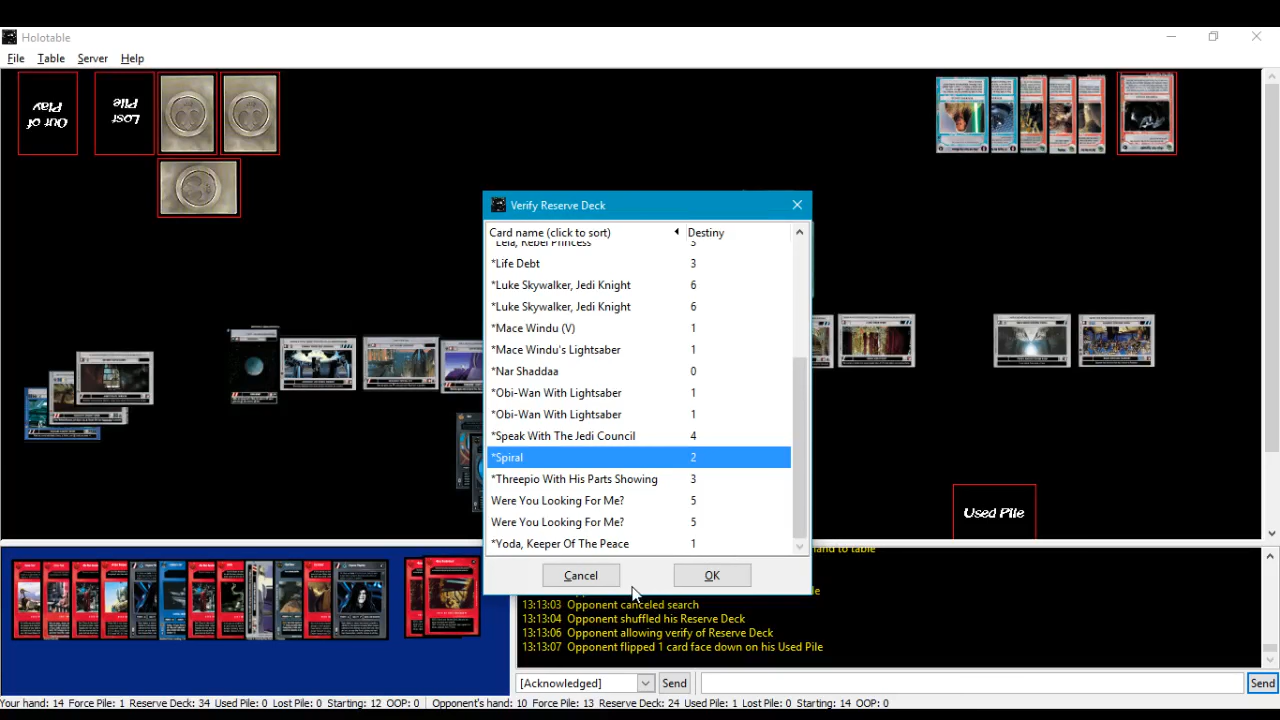 Holotable
File Table Server Help
Out of Play
Lost Pile
Verify Reserve Deck
Card name (click to sort) Destiny
*Leia, Rebel Princess 3
*Life Debt 3
*Luke Skywalker, Jedi Knight 6
*Luke Skywalker, Jedi Knight 6
*Mace Windu (V) 1
*Mace Windu's Lightsaber 1
*Nar Shaddaa 0
*Obi-Wan With Lightsaber 1
*Obi-Wan With Lightsaber 1
*Speak With The Jedi Council 4
*Spiral 2
*Threepio With His Parts Showing 3
Were You Looking For Me? 5
Were You Looking For Me? 5
*Yoda, Keeper Of The Peace 1
Cancel OK
Used Pile
hand to table
13:13:03 Opponent canceled search
13:13:04 Opponent shuffled his Reserve Deck
13:13:06 Opponent allowing verify of Reserve Deck
13:13:07 Opponent flipped 1 card face down on his Used Pile
[Acknowledged] Send Send
Your hand: 14 Force Pile: 1 Reserve Deck: 34 Used Pile: 0 Lost Pile: 0 Starting: 12 OOP: 0 Opponent's hand: 10 Force Pile: 13 Reserve Deck: 24 Used Pile: 1 Lost Pile: 0 Starting: 14 OOP: 0